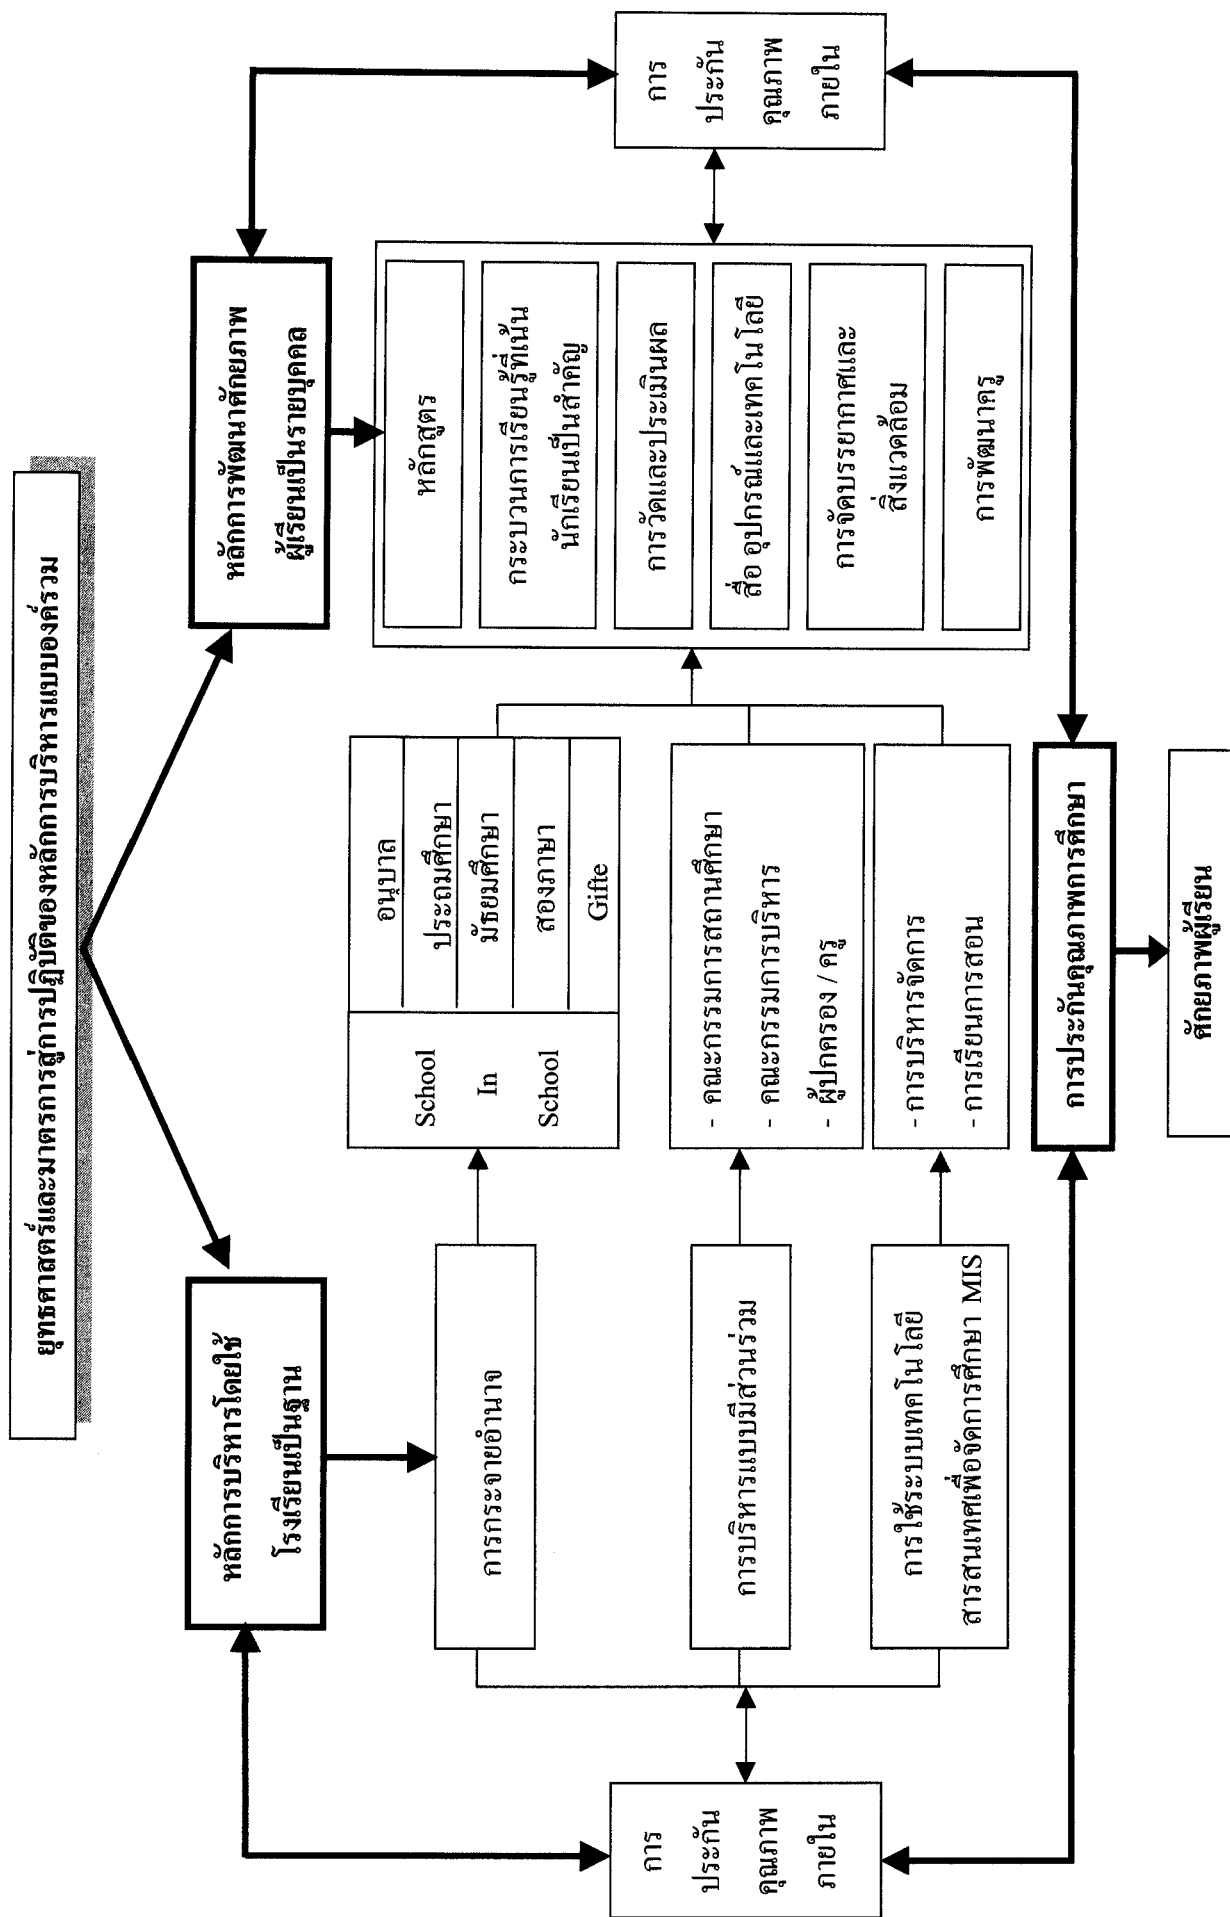 ยุทธศาสตร์และมาตรการสู่การปฏิบัติของหลักการบริหารแบบองค์รวม
หลักการบริหารโดยใช้
โรงเรียนเป็นฐาน
หลักการพัฒนาศักยภาพ
ผู้เรียนเป็นรายบุคคล
การ
ประกัน
คุณภาพ
ภายใน
การกระจายอำนาจ
การบริหารแบบมีส่วนร่วม
การใช้ระบบเทคโนโลยี
สารสนเทศเพื่อจัดการศึกษา MIS
School
In
School
อนุบาล
ประถมศึกษา
มัธยมศึกษา
สองภาษา
Gifte
- คณะกรรมการสถานศึกษา
- คณะกรรมการบริหาร
- ผู้ปกครอง / ครู
- การบริหารจัดการ
- การเรียนการสอน
หลักสูตร
กระบวนการเรียนรู้ที่เน้น
นักเรียนเป็นสำคัญ
การวัดและประเมินผล
สื่อ อุปกรณ์และเทคโนโลยี
การจัดบรรยากาศและ
สิ่งแวดล้อม
การพัฒนาครู
การ
ประกัน
คุณภาพ
ภายใน
การประกันคุณภาพการศึกษา
ศักยภาพผู้เรียน